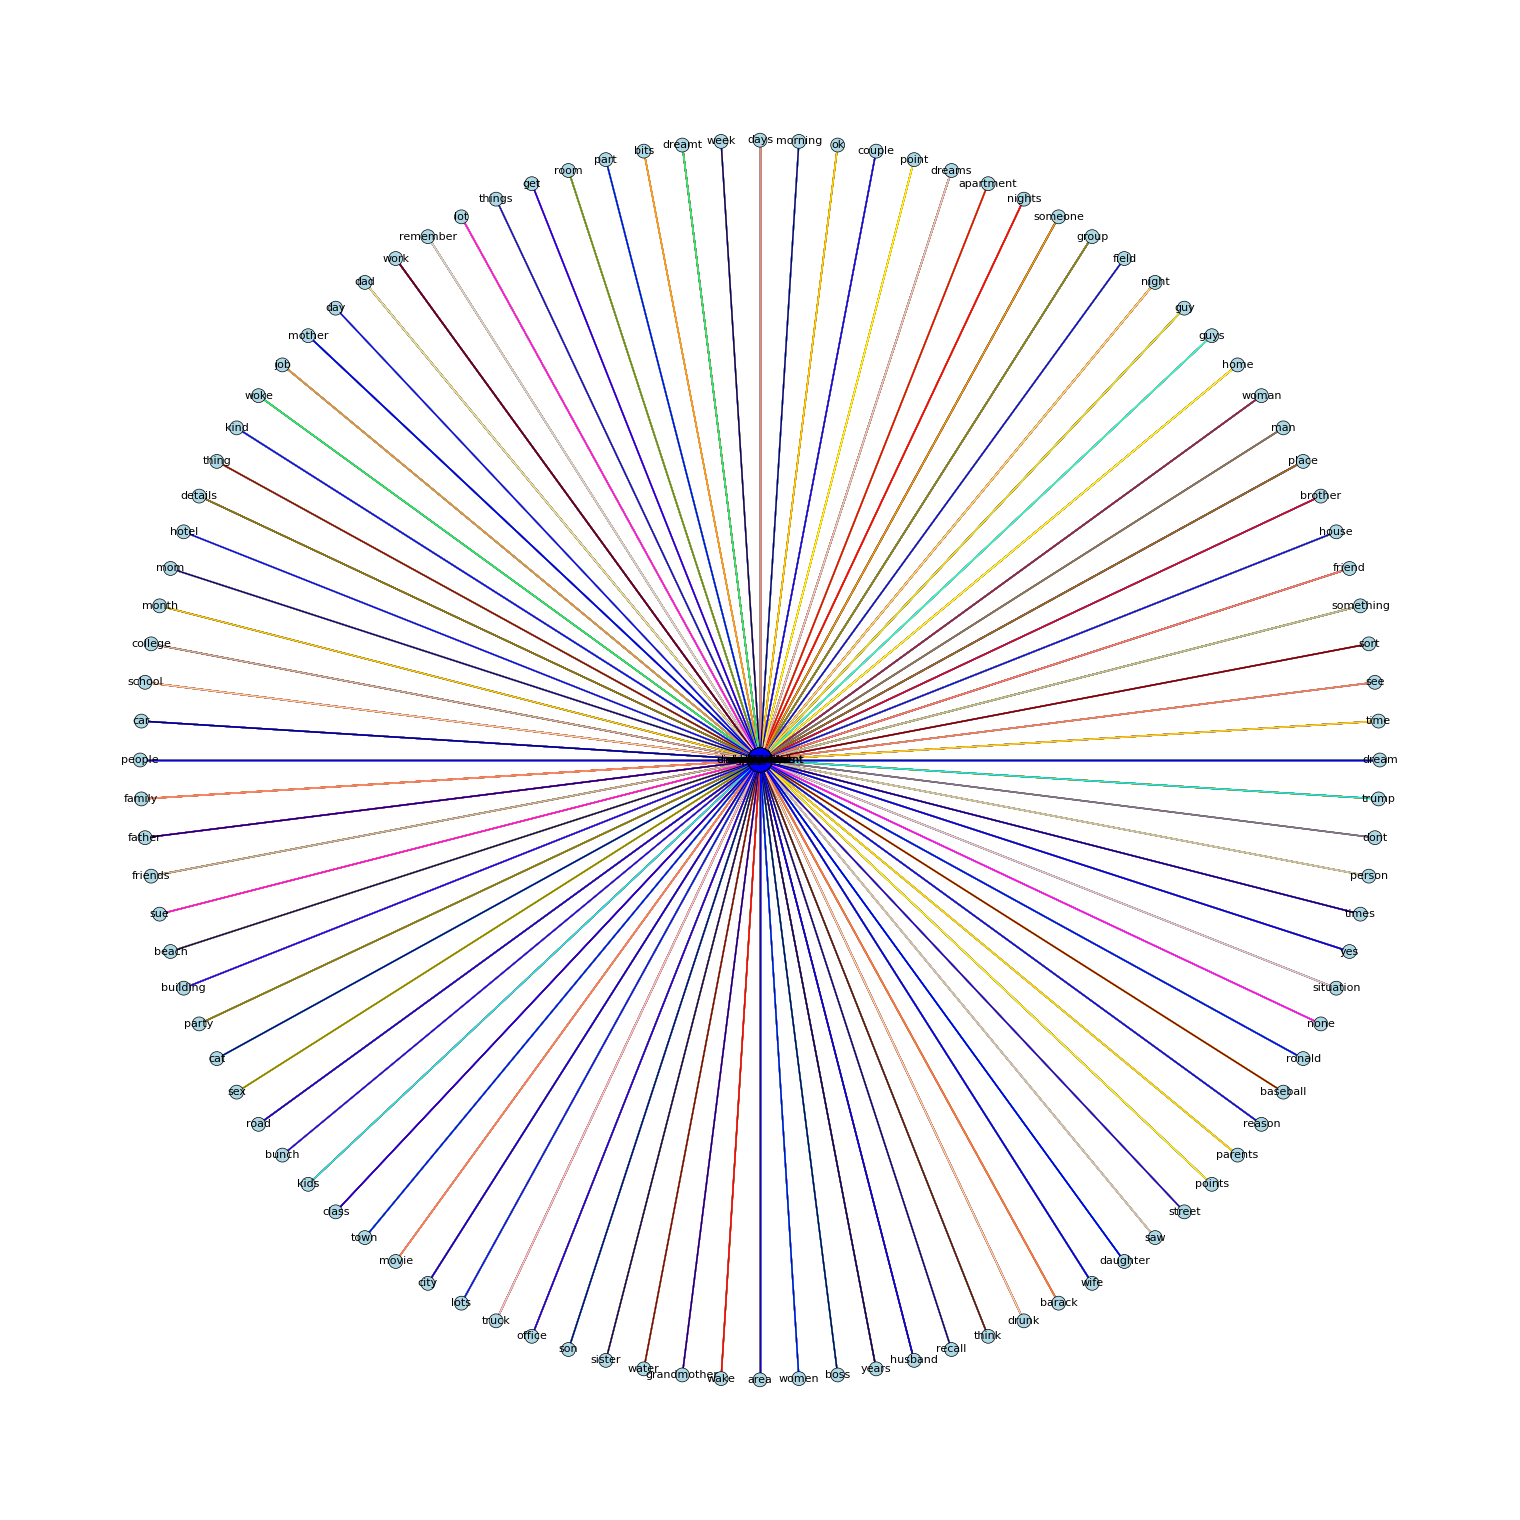 days
week
morning
dreamt
ok
bits
couple
part
point
room
dreams
get
apartment
things
nights
lot
someone
remember
group
work
field
dad
night
day
guy
mother
guys
job
home
woke
woman
kind
man
thing
place
details
brother
hotel
house
mom
friend
month
something
college
sort
school
see
car
time
people
dream
family
trump
father
dont
friends
person
sue
times
beach
yes
building
situation
party
none
cat
ronald
sex
baseball
road
reason
bunch
parents
kids
points
class
street
town
saw
movie
daughter
city
wife
lots
barack
truck
drunk
office
think
son
recall
sister
husband
water
years
grandmother
boss
wake
women
area